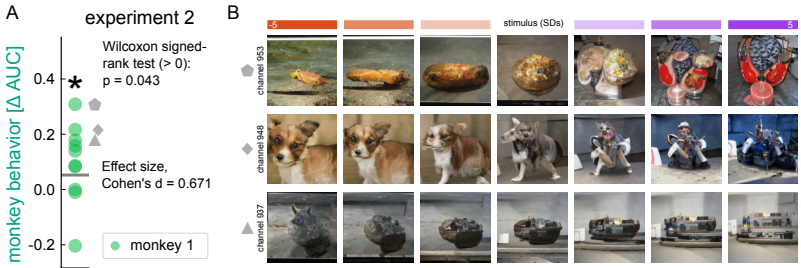 A
experiment 2
Wilcoxon signed-
rank test (> 0):
p = 0.043
*
Effect size,
Cohen's d = 0.671
monkey behavior [Δ AUC]
0.4
0.2
0.0
-0.2
monkey 1
B
-5
stimulus (SDs)
5
channel 953
channel 948
channel 937